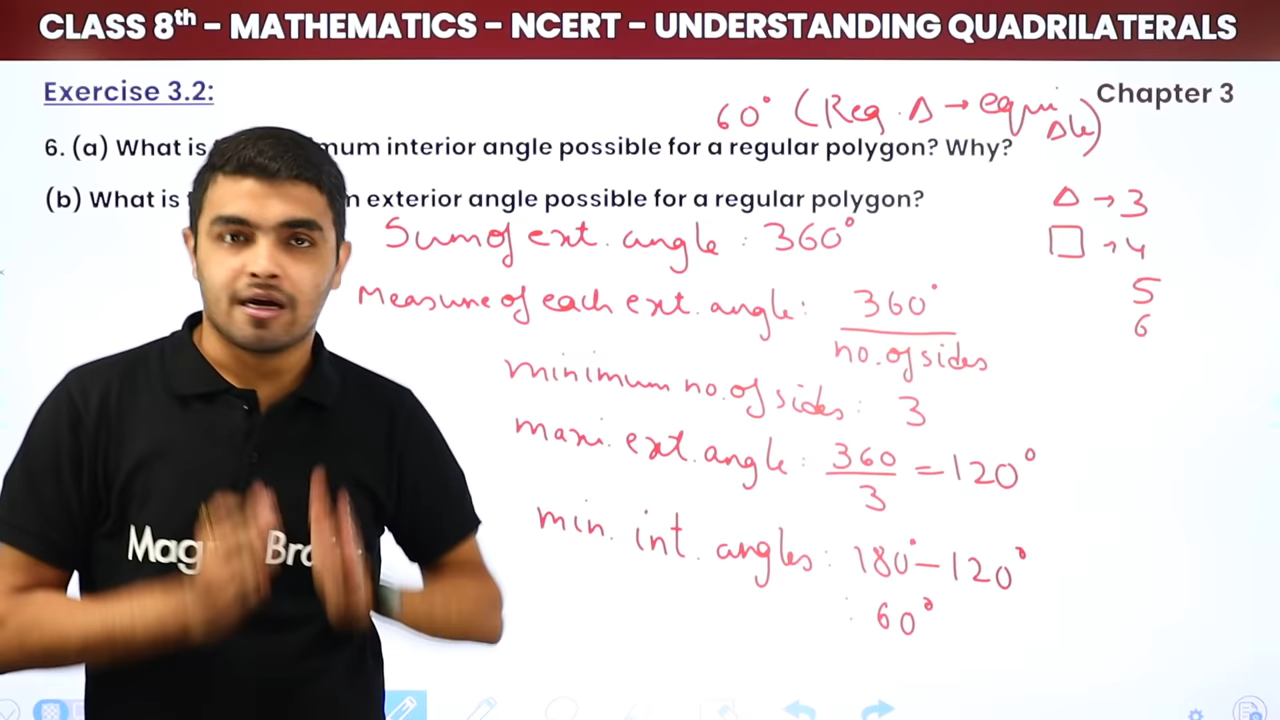 CLASS 8th – MATHEMATICS – NCERT – UNDERSTANDING QUADRILATERALS
Exercise 3.2:
Chapter 3
60° (Reg. Δ → equi Δle)
6. (a) What is mum interior angle possible for a regular polygon? Why?
(b) What is m exterior angle possible for a regular polygon?
Δ → 3
□ → 4
5
6
Sum of ext. angle : 360°
Measure of each ext. angle : 360° / no. of sides
minimum no. of sides : 3
maxi. ext. angle : 360 / 3 = 120°
min. int. angles : 180° – 120°
: 60°
Mag Bra